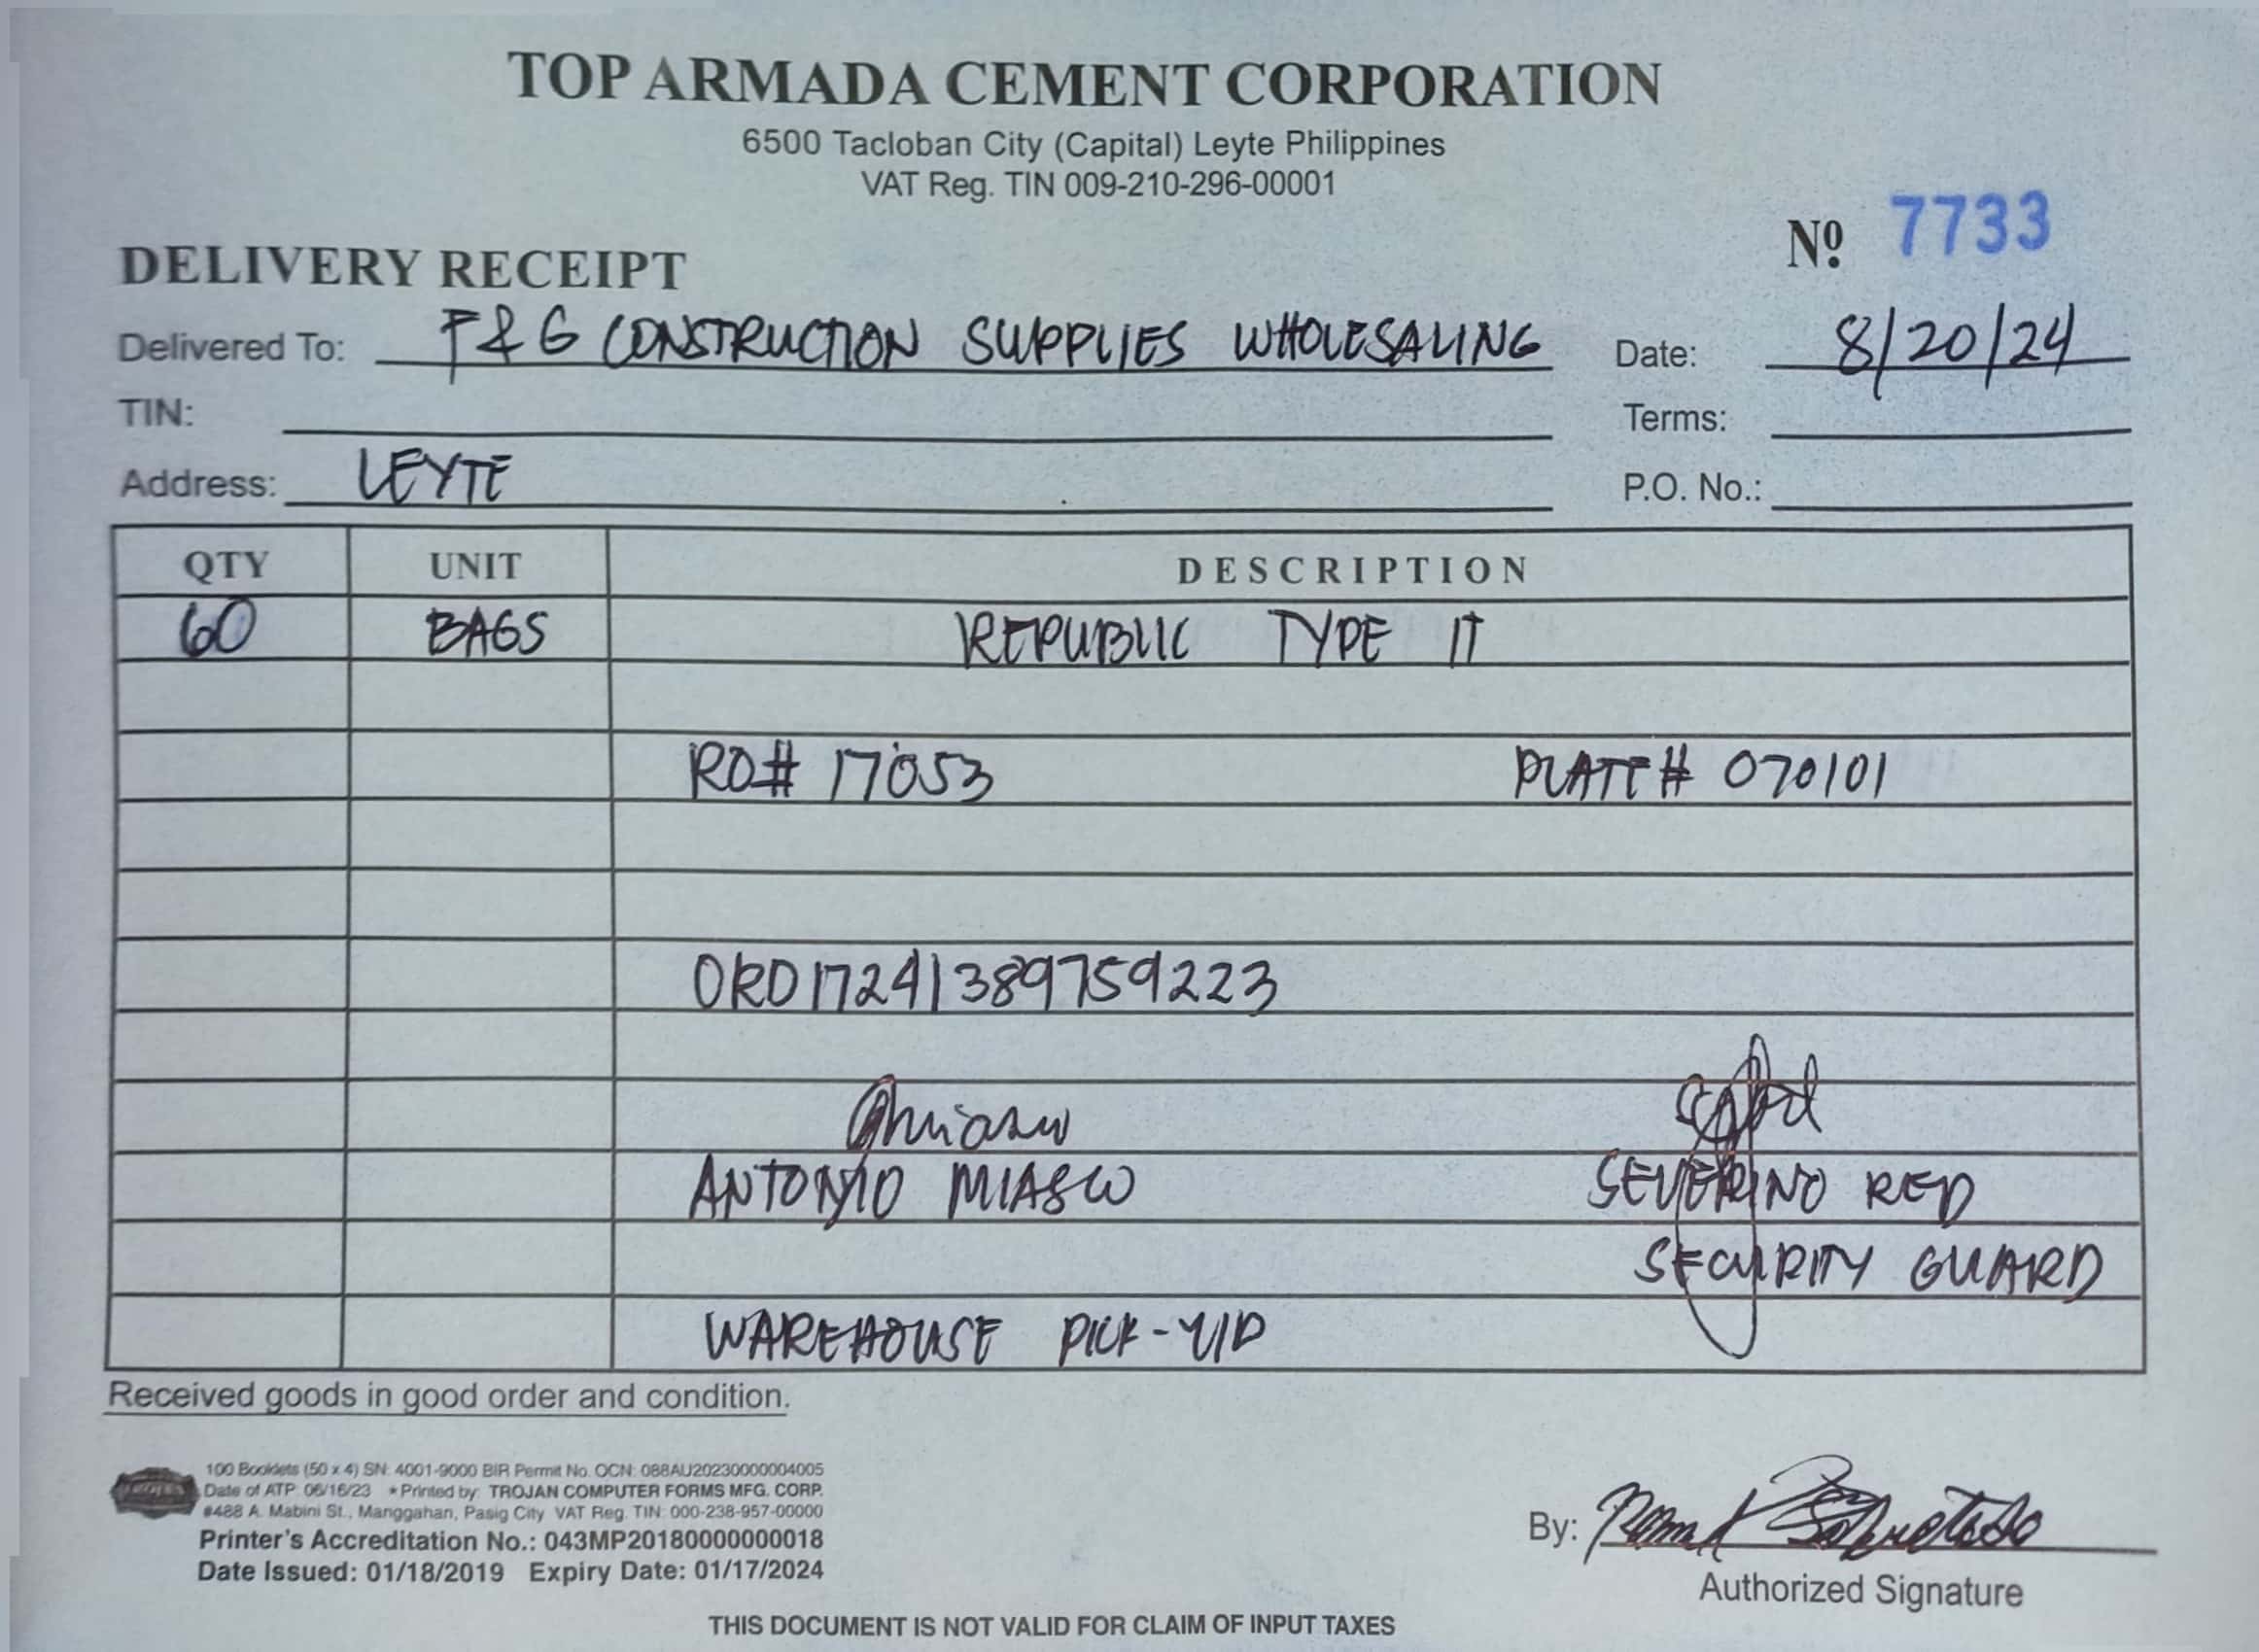 TOP ARMADA CEMENT CORPORATION
6500 Tacloban City (Capital) Leyte Philippines
VAT Reg. TIN 009-210-296-00001
Nº 7733
DELIVERY RECEIPT
Delivered To: F & G CONSTRUCTION SUPPLIES WHOLESALING Date: 8/20/24
TIN: Terms:
Address: LEYTE P.O. No.:
QTY UNIT DESCRIPTION
60 BAGS REPUBLIC TYPE 1T
RO# 17053 PLATE# 070101
ORD1724138975 9223
ANTONIO MIASCO SEVERINO RED
SECURITY GUARD
WAREHOUSE PICK-UP
Received goods in good order and condition.
100 Booklets (50 x 4) SN: 4001-9000 BIR Permit No. OCN: 088AU20230000004005
Date of ATP: 06/16/23 * Printed by: TROJAN COMPUTER FORMS MFG. CORP.
#488 A. Mabini St., Manggahan, Pasig City VAT Reg. TIN: 000-238-957-00000
Printer's Accreditation No.: 043MP20180000000018
Date Issued: 01/18/2019 Expiry Date: 01/17/2024
By:
Authorized Signature
THIS DOCUMENT IS NOT VALID FOR CLAIM OF INPUT TAXES